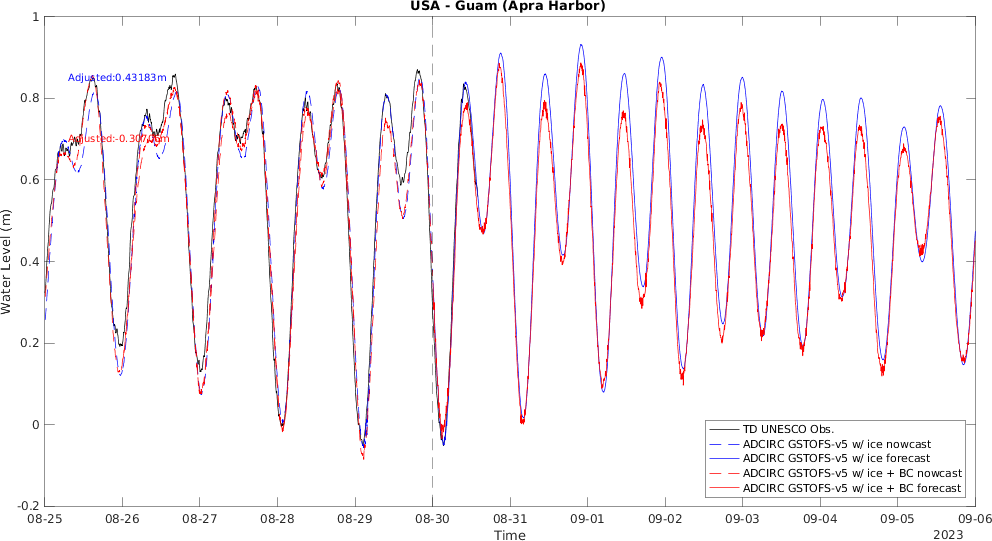 USA - Guam (Apra Harbor)
1
0.8
0.6
0.4
0.2
0
-0.2
Water Level (m)
Adjusted:0.43183m
TD UNESCO Obs.
ADCIRC GSTOFS-v5 w/ ice nowcast
ADCIRC GSTOFS-v5 w/ ice forecast
ADCIRC GSTOFS-v5 w/ ice + BC nowcast
ADCIRC GSTOFS-v5 w/ ice + BC forecast
08-25 08-26 08-27 08-28 08-29 08-30 08-31 09-01 09-02 09-03 09-04 09-05 09-06
Time
2023